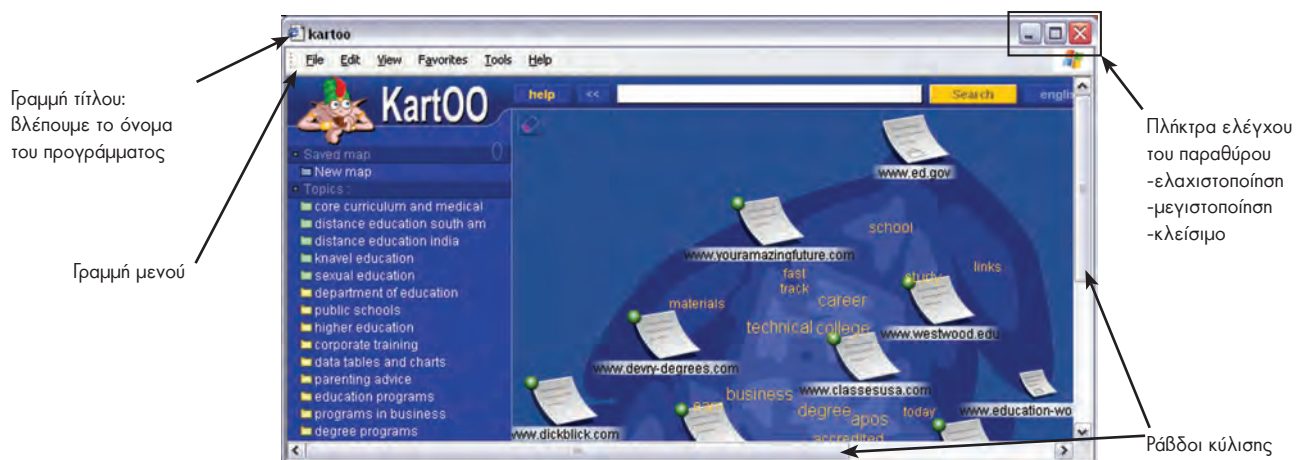 kartoo
File Edit View Favorites Tools Help
Γραμμή τίτλου:
βλέπουμε το όνομα
του προγράμματος
Γραμμή μενού
KartOO
help << Search
Saved map 0
New map
Topics :
core curriculum and medical
distance education south am
distance education india
knavel education
sexual education
department of education
public schools
higher education
corporate training
data tables and charts
parenting advice
education programs
programs in business
degree programs
www.ed.gov
school
www.youramazingfuture.com
fast
track
links
study
materials
career
technical college
www.westwood.edu
www.devry-degrees.com
business
www.classesusa.com
degree
apos
today
www.education-wo
accredited
www.dickblick.com
Πλήκτρα ελέγχου
του παραθύρου
-ελαχιστοποίηση
-μεγιστοποίηση
-κλείσιμο
Ράβδοι κύλισης